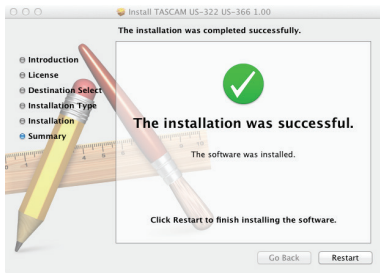 Install TASCAM US-322 US-366 1.00
The installation was completed successfully.
Introduction
License
Destination Select
Installation Type
Installation
Summary
The installation was successful.
The software was installed.
Click Restart to finish installing the software.
Go Back
Restart